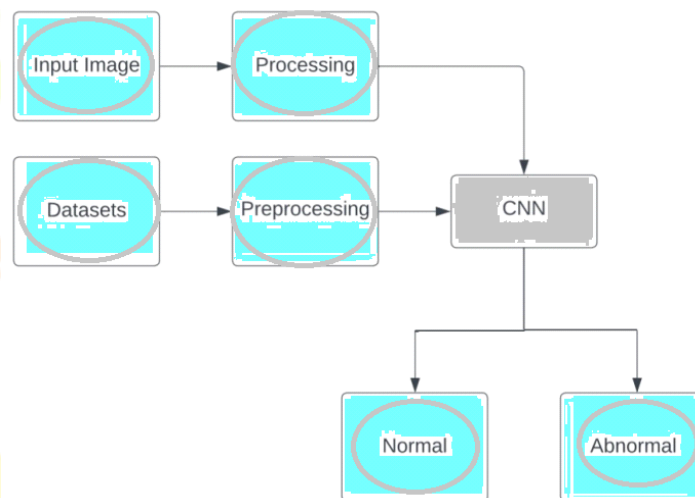 Input Image
Processing
Datasets
Preprocessing
CNN
Normal
Abnormal